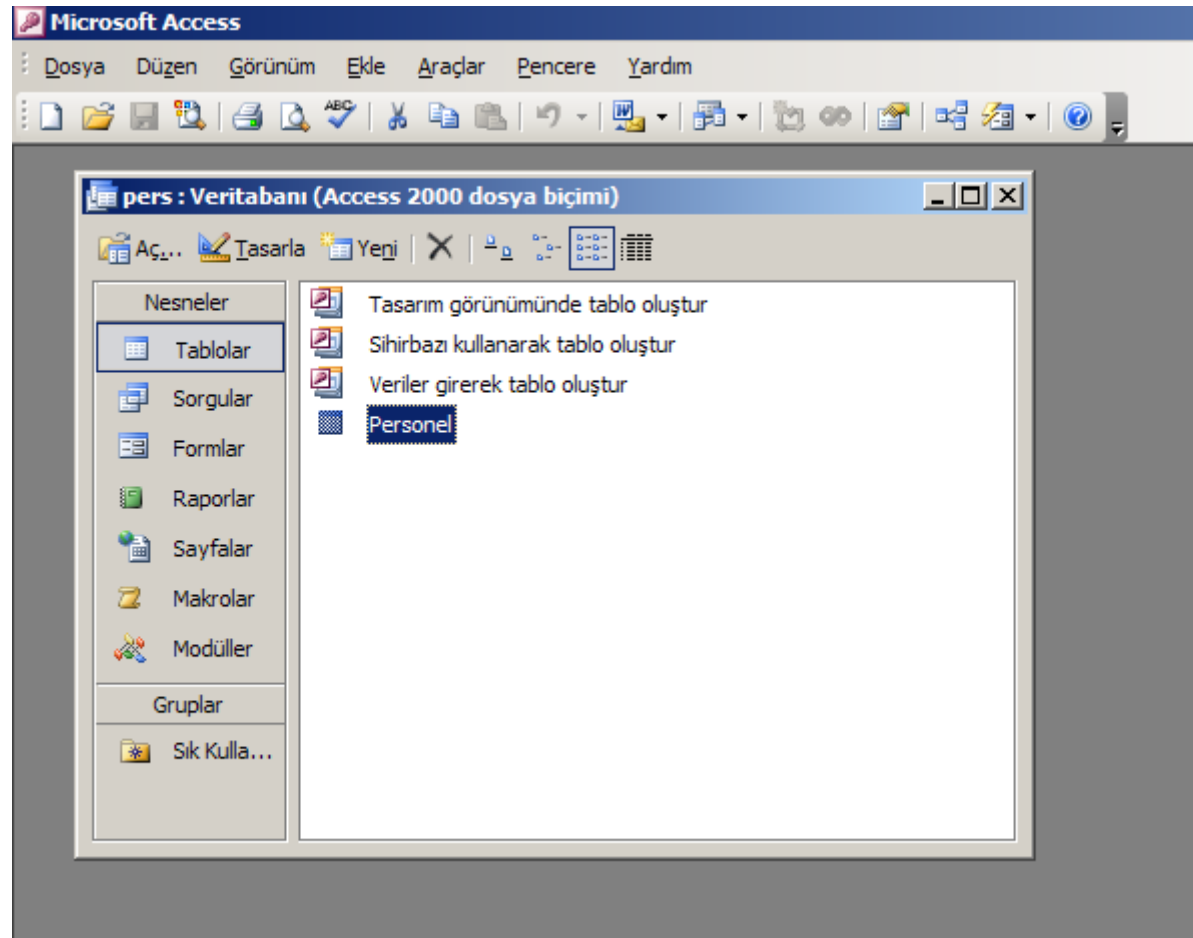 Microsoft Access
Dosya Düzen Görünüm Ekle Araçlar Pencere Yardım
ABC
pers : Veritabanı (Access 2000 dosya biçimi)
Aç... Tasarla Yeni
Nesneler
Tablolar
Sorgular
Formlar
Raporlar
Sayfalar
Makrolar
Modüller
Gruplar
Sık Kulla...
Tasarım görünümünde tablo oluştur
Sihirbazı kullanarak tablo oluştur
Veriler girerek tablo oluştur
Personel